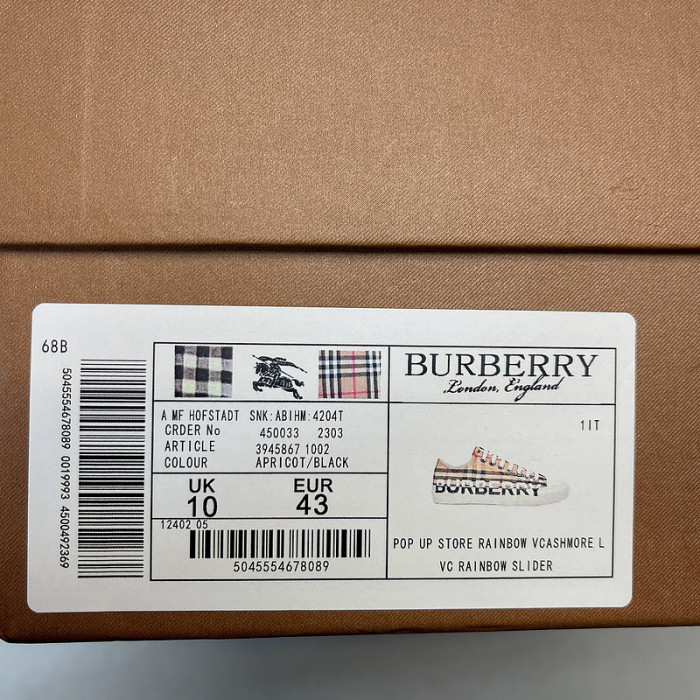 68B
5045554678089 0019993 4500492369
BURBERRY
London, England
A MF HOFSTADT SNK:ABIHM:4204T
CRDER No 450033 2303
ARTICLE 3945867 1002
COLOUR APRICOT/BLACK
UK EUR
10 43
12402 05
5045554678089
1IT
BURBERRY
POP UP STORE RAINBOW VCASHMORE L
VC RAINBOW SLIDER